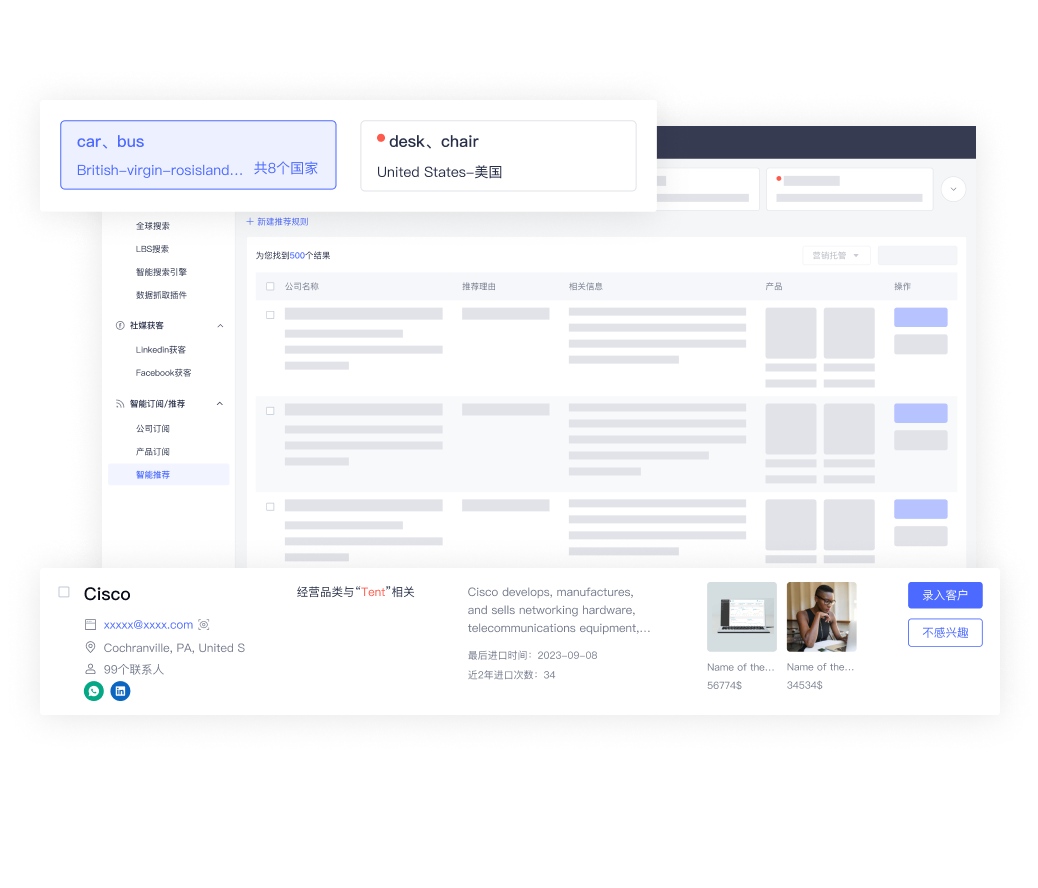 car、bus
British-virgin-rosisland... 共8个国家
desk、chair
United States-美国
全球搜索
LBS搜索
智能搜索引擎
数据抓取插件
社媒获客
Linkedin获客
Facebook获客
智能订阅/推荐
公司订阅
产品订阅
智能推荐
+ 新建推荐规则
为您找到500个结果
营销托管
公司名称 推荐理由 相关信息 产品 操作
Cisco
xxxxx@xxxx.com
Cochranville, PA, United S
99个联系人
经营品类与“Tent”相关
Cisco develops, manufactures,
and sells networking hardware,
telecommunications equipment,...
最后进口时间：2023-09-08
近2年进口次数：34
Name of the...
56774$
Name of the...
34534$
录入客户
不感兴趣